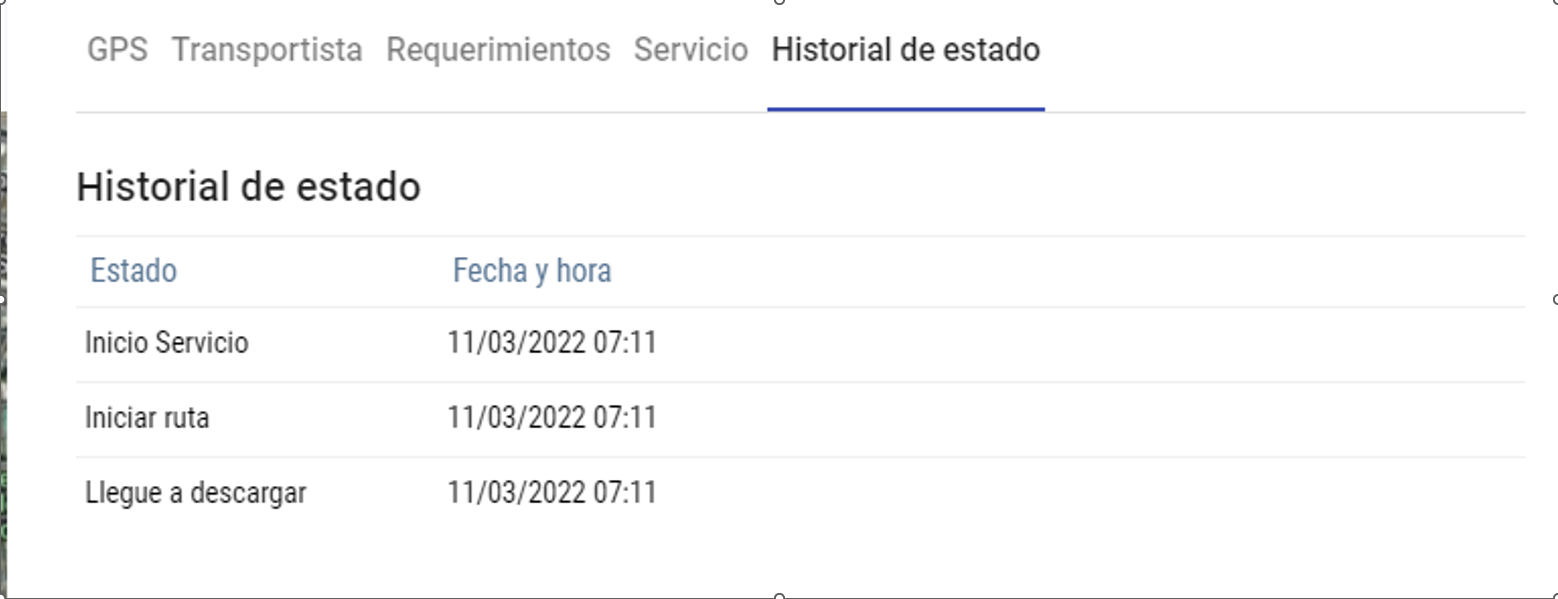 GPS Transportista Requerimientos Servicio Historial de estado
Historial de estado
Estado Fecha y hora
Inicio Servicio 11/03/2022 07:11
Iniciar ruta 11/03/2022 07:11
Llegue a descargar 11/03/2022 07:11